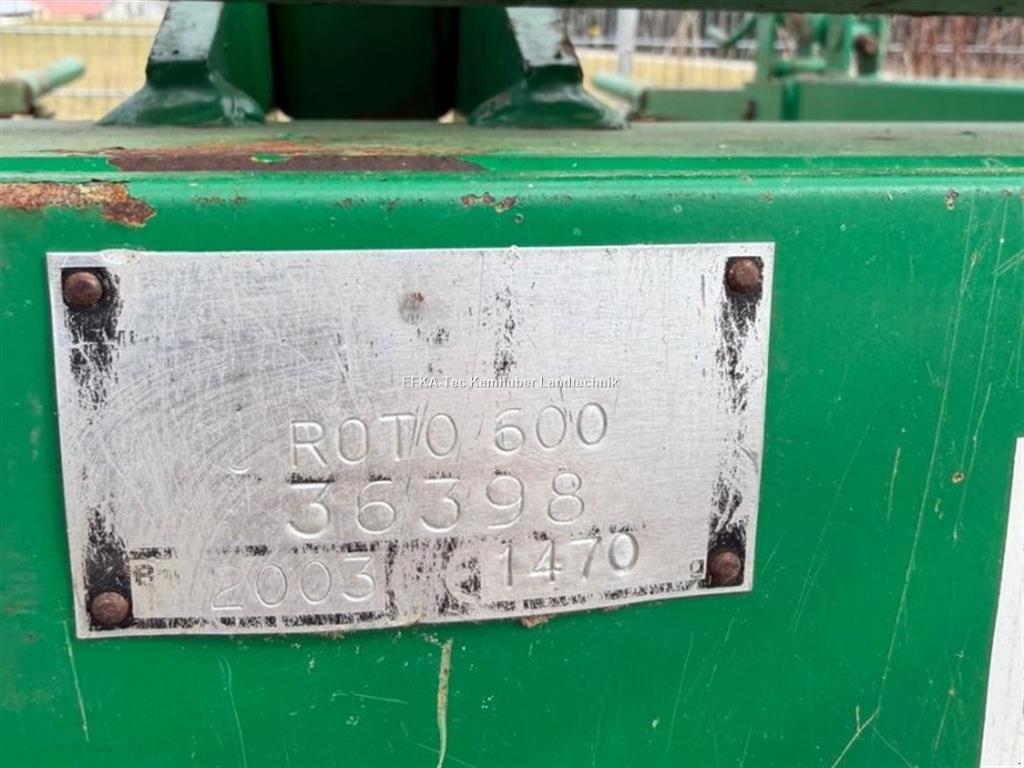 EFKA-Tec Kamhuber Landtechnik
ROTO 600
36398
2003 1470